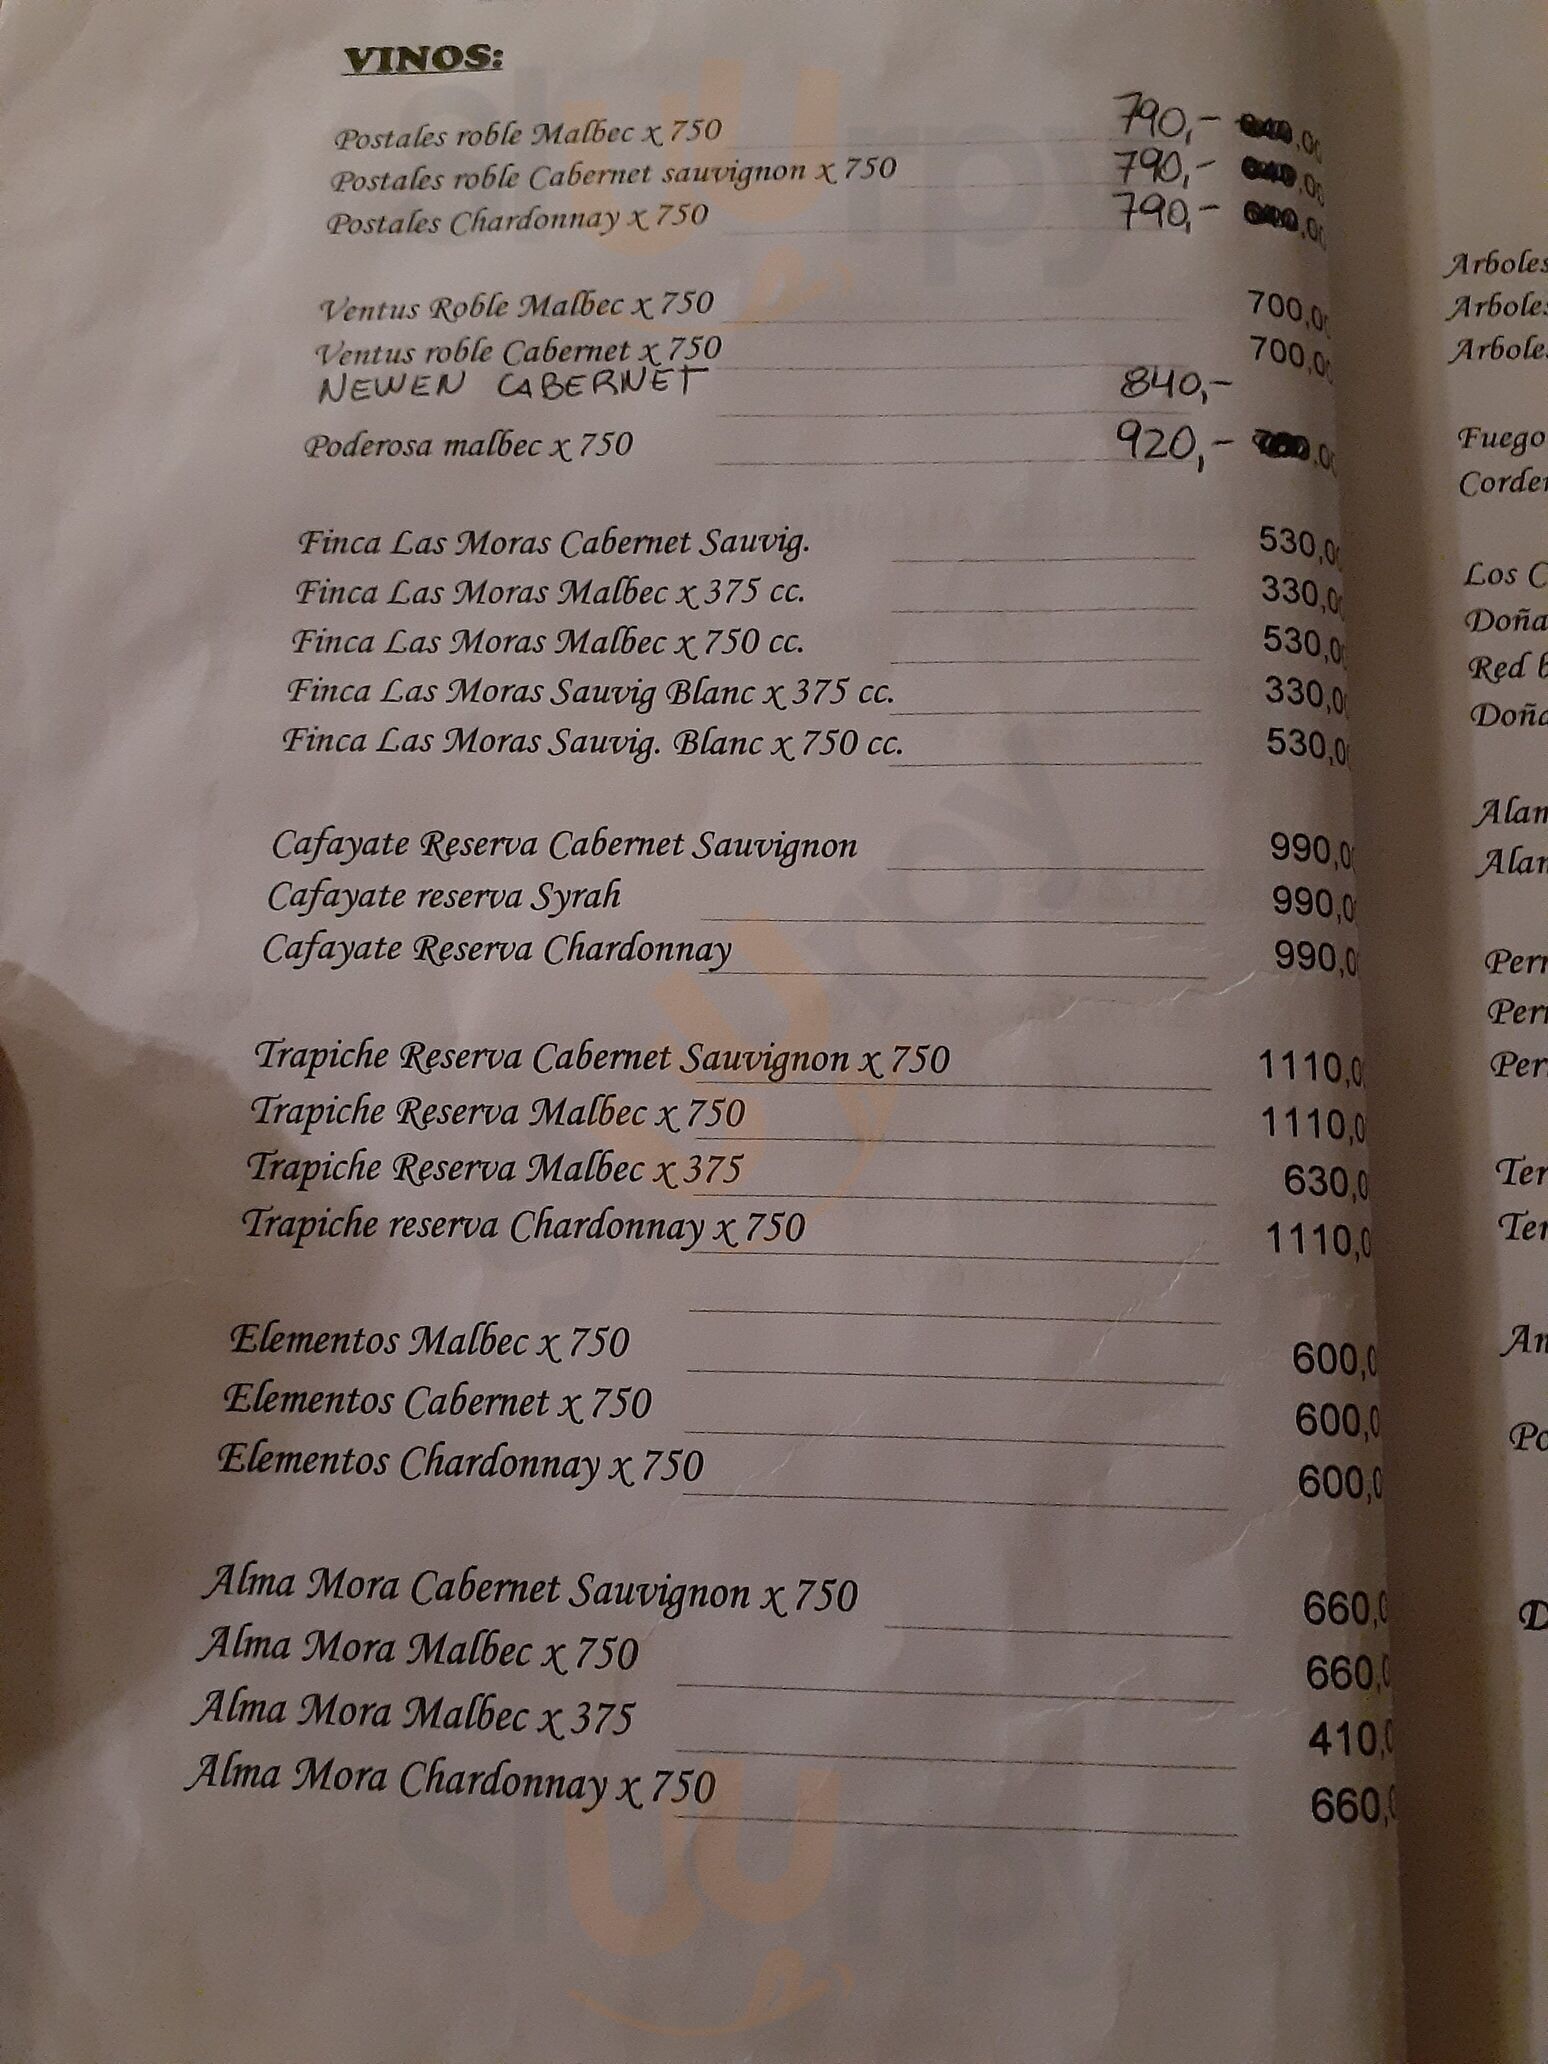 VINOS:
Postales roble Malbec x 750 790,-
Postales roble Cabernet sauvignon x 750 790,-
Postales Chardonnay x 750 790,-
Ventus Roble Malbec x 750 700,00
Ventus roble Cabernet x 750 700,00
NEWEN CABERNET 840,-
Poderosa malbec x 750 920,-
Finca Las Moras Cabernet Sauvig. 530,00
Finca Las Moras Malbec x 375 cc. 330,00
Finca Las Moras Malbec x 750 cc. 530,00
Finca Las Moras Sauvig Blanc x 375 cc. 330,00
Finca Las Moras Sauvig. Blanc x 750 cc. 530,00
Cafayate Reserva Cabernet Sauvignon 990,00
Cafayate reserva Syrah 990,0
Cafayate Reserva Chardonnay 990,0
Trapiche Reserva Cabernet Sauvignon x 750 1110,0
Trapiche Reserva Malbec x 750 1110,0
Trapiche Reserva Malbec x 375 630,0
Trapiche reserva Chardonnay x 750 1110,0
Elementos Malbec x 750 600,0
Elementos Cabernet x 750 600,0
Elementos Chardonnay x 750 600,0
Alma Mora Cabernet Sauvignon x 750 660,0
Alma Mora Malbec x 750 660,0
Alma Mora Malbec x 375 410,0
Alma Mora Chardonnay x 750 660,0
Arboles
Arboles
Arboles
Fuego
Los
Doña
Red
Doña